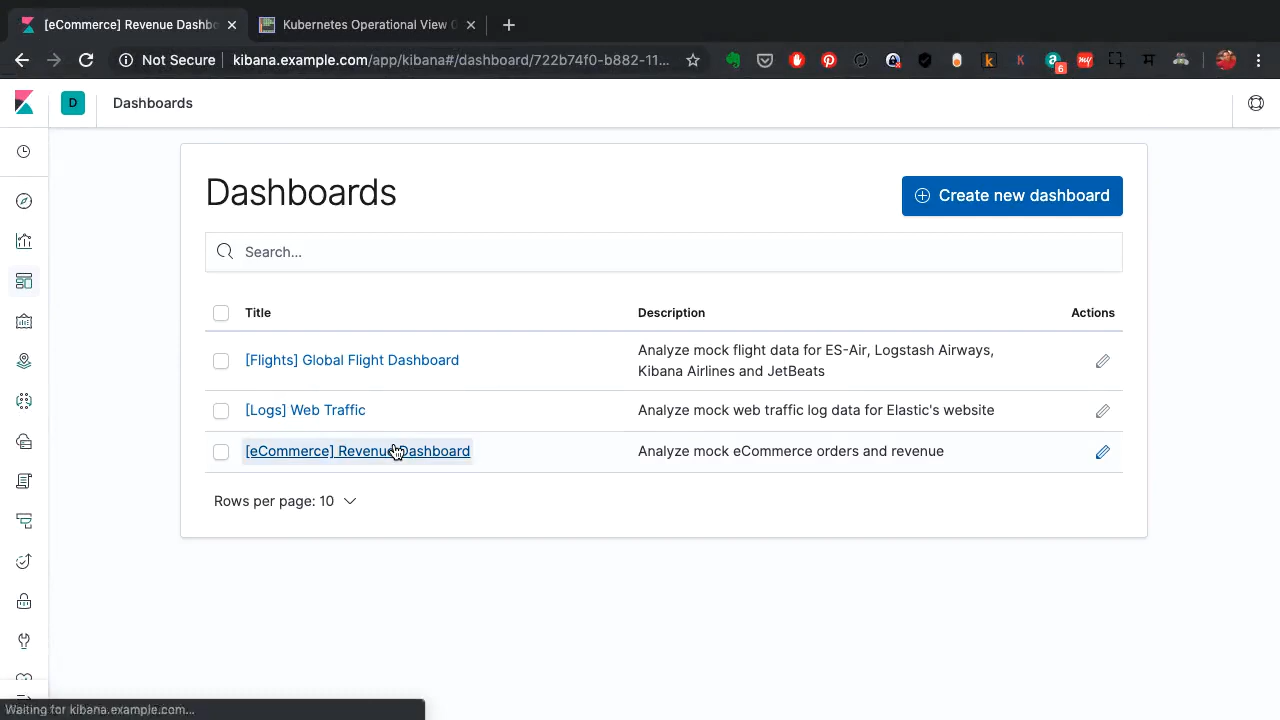 [eCommerce] Revenue Dashbo
Kubernetes Operational View
Not Secure
kibana.example.com/app/kibana#/dashboard/722b74f0-b882-11...
6
my
D
Dashboards
Dashboards
Create new dashboard
Search...
Title
Description
Actions
[Flights] Global Flight Dashboard
Analyze mock flight data for ES-Air, Logstash Airways,
Kibana Airlines and JetBeats
[Logs] Web Traffic
Analyze mock web traffic log data for Elastic's website
[eCommerce] Revenue Dashboard
Analyze mock eCommerce orders and revenue
Rows per page: 10
Waiting for kibana.example.com...